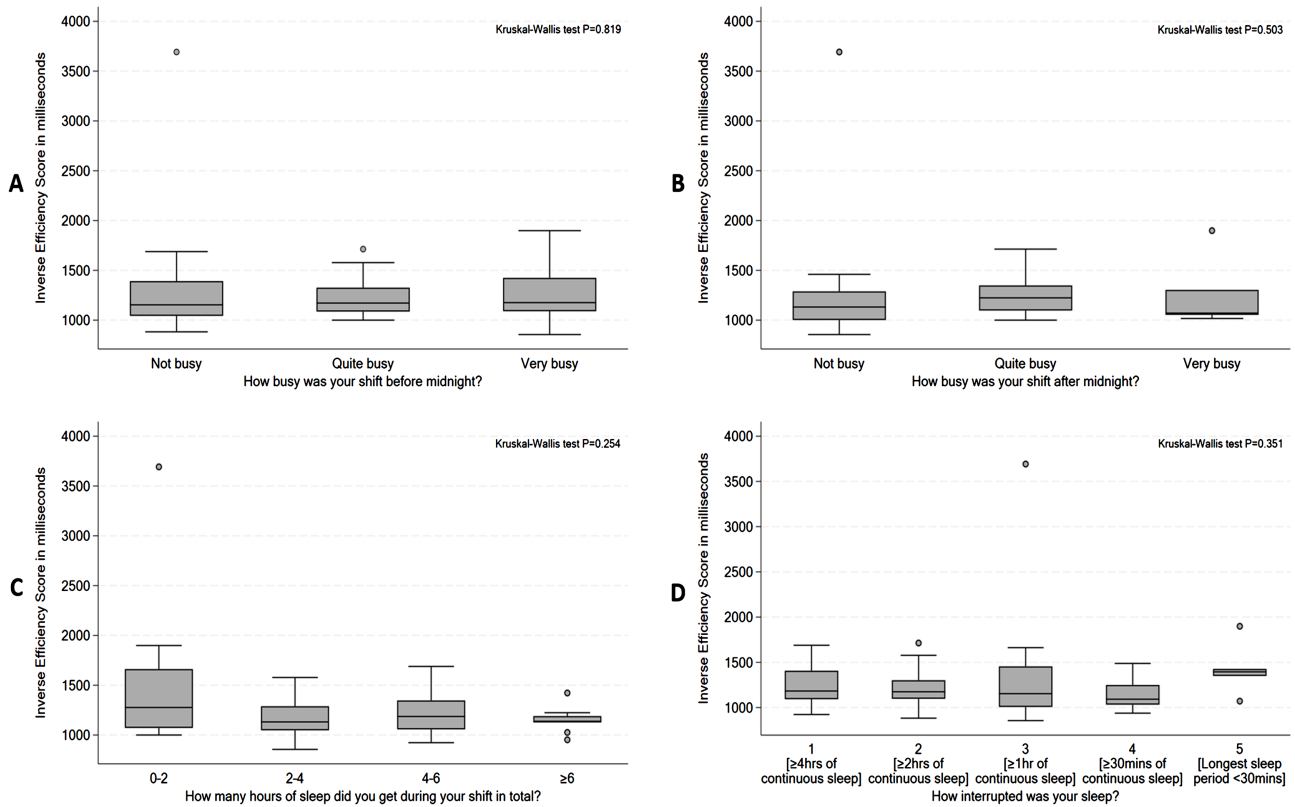 A
Inverse Efficiency Score in milliseconds
4000
3500
3000
2500
2000
1500
1000
Kruskal-Wallis test P=0.819
Not busy
Quite busy
Very busy
How busy was your shift before midnight?
B
Inverse Efficiency Score in milliseconds
4000
3500
3000
2500
2000
1500
1000
Kruskal-Wallis test P=0.503
Not busy
Quite busy
Very busy
How busy was your shift after midnight?
C
Inverse Efficiency Score in milliseconds
4000
3500
3000
2500
2000
1500
1000
Kruskal-Wallis test P=0.254
0-2
2-4
4-6
≥6
How many hours of sleep did you get during your shift in total?
D
Inverse Efficiency Score in milliseconds
4000
3500
3000
2500
2000
1500
1000
Kruskal-Wallis test P=0.351
1
[≥4hrs of
continuous sleep]
2
[≥2hrs of
continuous sleep]
3
[≥1hr of
continuous sleep]
4
[≥30mins of
continuous sleep]
5
[Longest sleep
period <30mins]
How interrupted was your sleep?